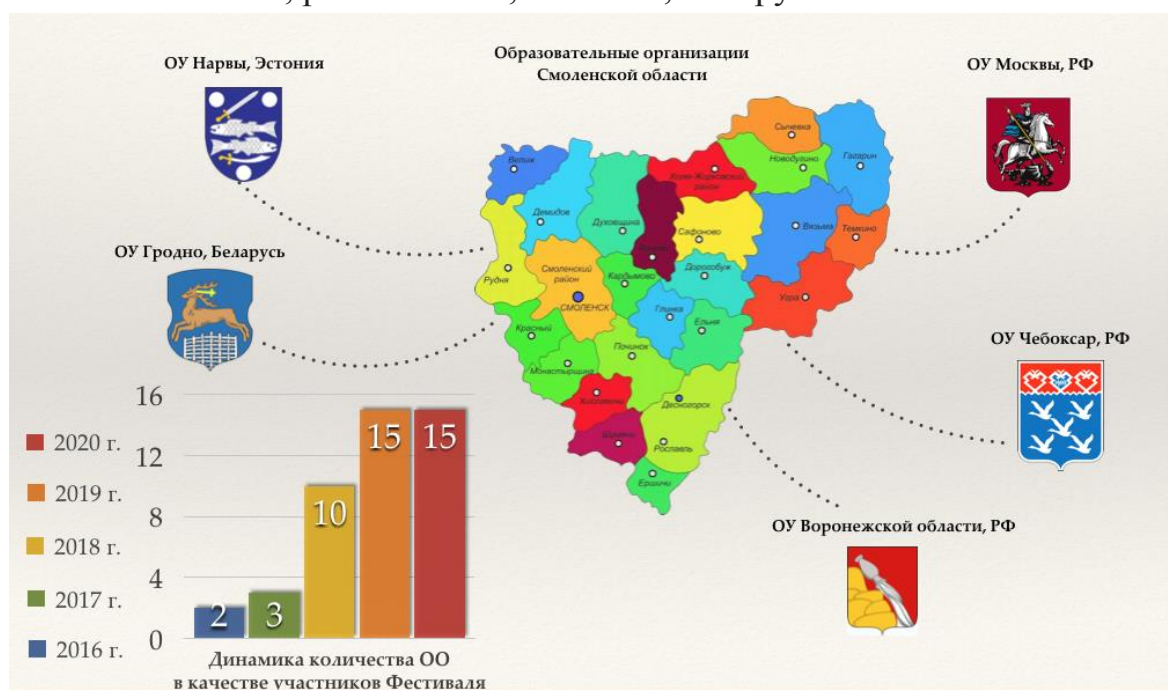 ОУ Нарвы, Эстония
Образовательные организации
Смоленской области
ОУ Москвы, РФ
ОУ Гродно, Беларусь
ОУ Чебоксар, РФ
ОУ Воронежской области, РФ
Сычевка
Новодугино
Гагарин
Велиж
Холм-Жирковский
район
Демидов
Духовщина
Сафоново
Вязьма
Темкино
Рудня
Смоленский
район
СМОЛЕНСК
Кардымово
Дорогобуж
Угра
Глинка
Ельня
Красный
Починок
Монастырщина
Хиславичи
Десногорск
Шумячи
Рославль
Ершичи
16
12
8
4
0
2
3
10
15
15
2020 г.
2019 г.
2018 г.
2017 г.
2016 г.
Динамика количества ОО
в качестве участников Фестиваля